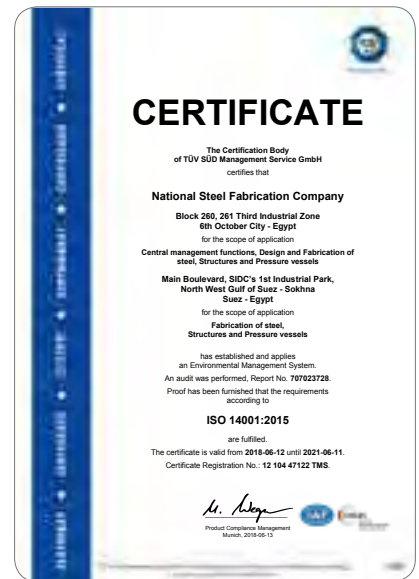 CERTIFICATE
The Certification Body
of TÜV SÜD Management Service GmbH
certifies that
National Steel Fabrication Company
Block 260, 261 Third Industrial Zone
6th October City - Egypt
for the scope of application
Central management functions, Design and Fabrication of
steel, Structures and Pressure vessels
Main Boulevard, SIDC's 1st Industrial Park,
North West Gulf of Suez - Sokhna
Suez - Egypt
for the scope of application
Fabrication of steel,
Structures and Pressure vessels
has established and applies
an Environmental Management System.
An audit was performed, Report No. 707023728.
Proof has been furnished that the requirements
according to
ISO 14001:2015
are fulfilled.
The certificate is valid from 2018-06-12 until 2021-06-11.
Certificate Registration No.: 12 104 47122 TMS.
Product Compliance Management
Munich, 2018-06-13